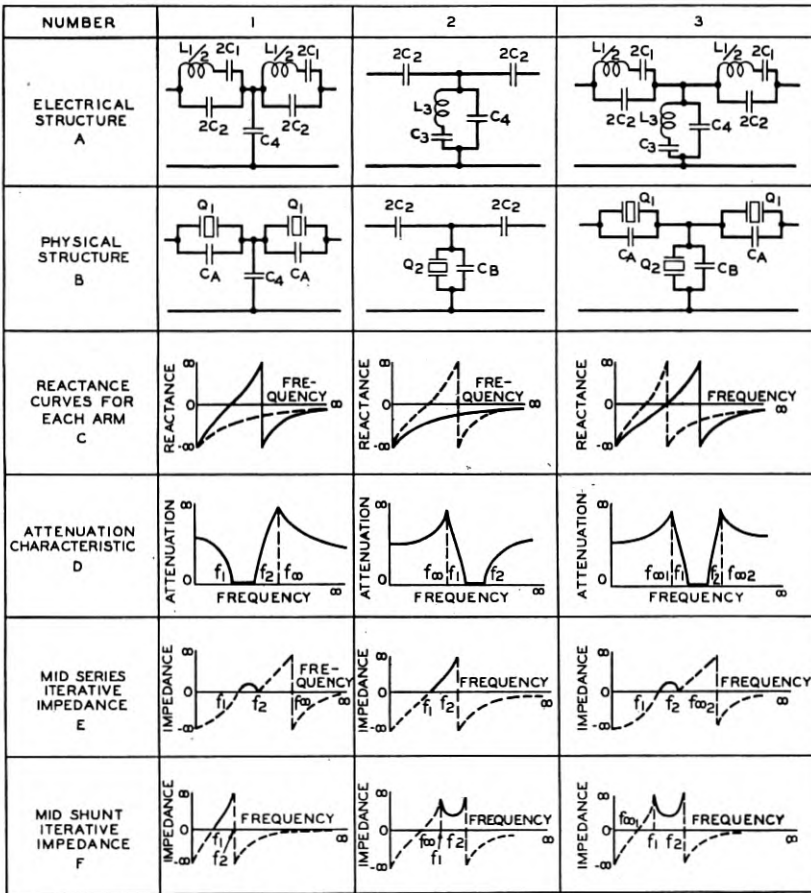 NUMBER 1 2 3
ELECTRICAL
STRUCTURE
A
L1/2 2C1 L1/2 2C1
2C2 2C2
C4
2C2 2C2
L3
C3
C4
L1/2 2C1 L1/2 2C1
2C2 2C2
L3
C3
C4
PHYSICAL
STRUCTURE
B
Q1 Q1
CA CA
C4
2C2 2C2
Q2 CB
Q1 Q1
CA CA
Q2 CB
REACTANCE
CURVES FOR
EACH ARM
C
REACTANCE
∞
0
-∞
FRE-
QUENCY
∞
REACTANCE
∞
0
-∞
FRE-
QUENCY
∞
REACTANCE
∞
0
-∞
FREQUENCY
∞
ATTENUATION
CHARACTERISTIC
D
ATTENUATION
∞
0
f1 f2 f∞
FREQUENCY
∞
ATTENUATION
∞
0
f∞ f1 f2
FREQUENCY
∞
ATTENUATION
∞
0
f∞1 f1 f2 f∞2
FREQUENCY
∞
MID SERIES
ITERATIVE
IMPEDANCE
E
IMPEDANCE
∞
0
-∞
f1 f2 f∞
FRE-
QUENCY
∞
IMPEDANCE
∞
0
-∞
f1 f2
FREQUENCY
∞
IMPEDANCE
∞
0
-∞
f1 f2 f∞2
FREQUENCY
∞
MID SHUNT
ITERATIVE
IMPEDANCE
F
IMPEDANCE
∞
0
-∞
f1
f2
FREQUENCY
∞
IMPEDANCE
∞
0
-∞
f∞ f2
f1
FREQUENCY
∞
IMPEDANCE
∞
0
-∞
f∞1
f1 f2
FREQUENCY
∞